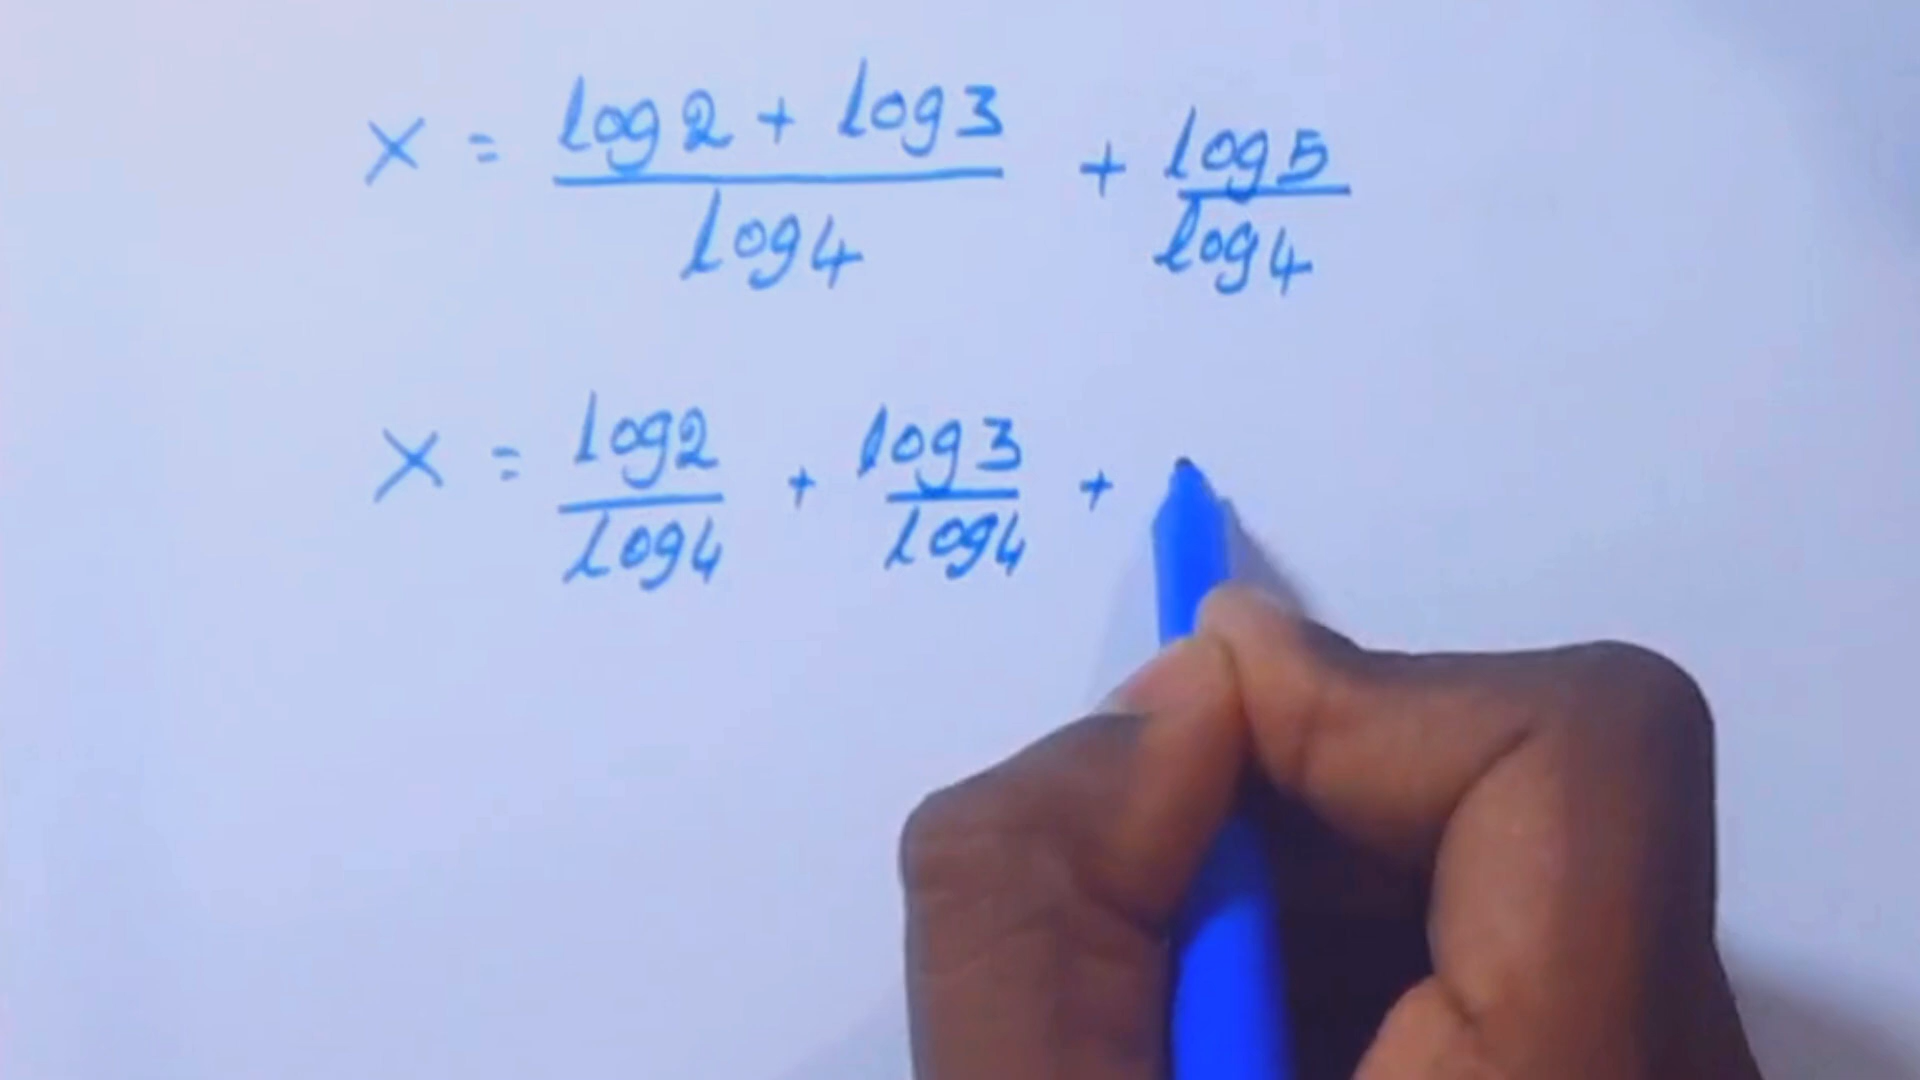 x = (log2 + log3)/log4 + log5/log4
x = log2/log4 + log3/log4 +